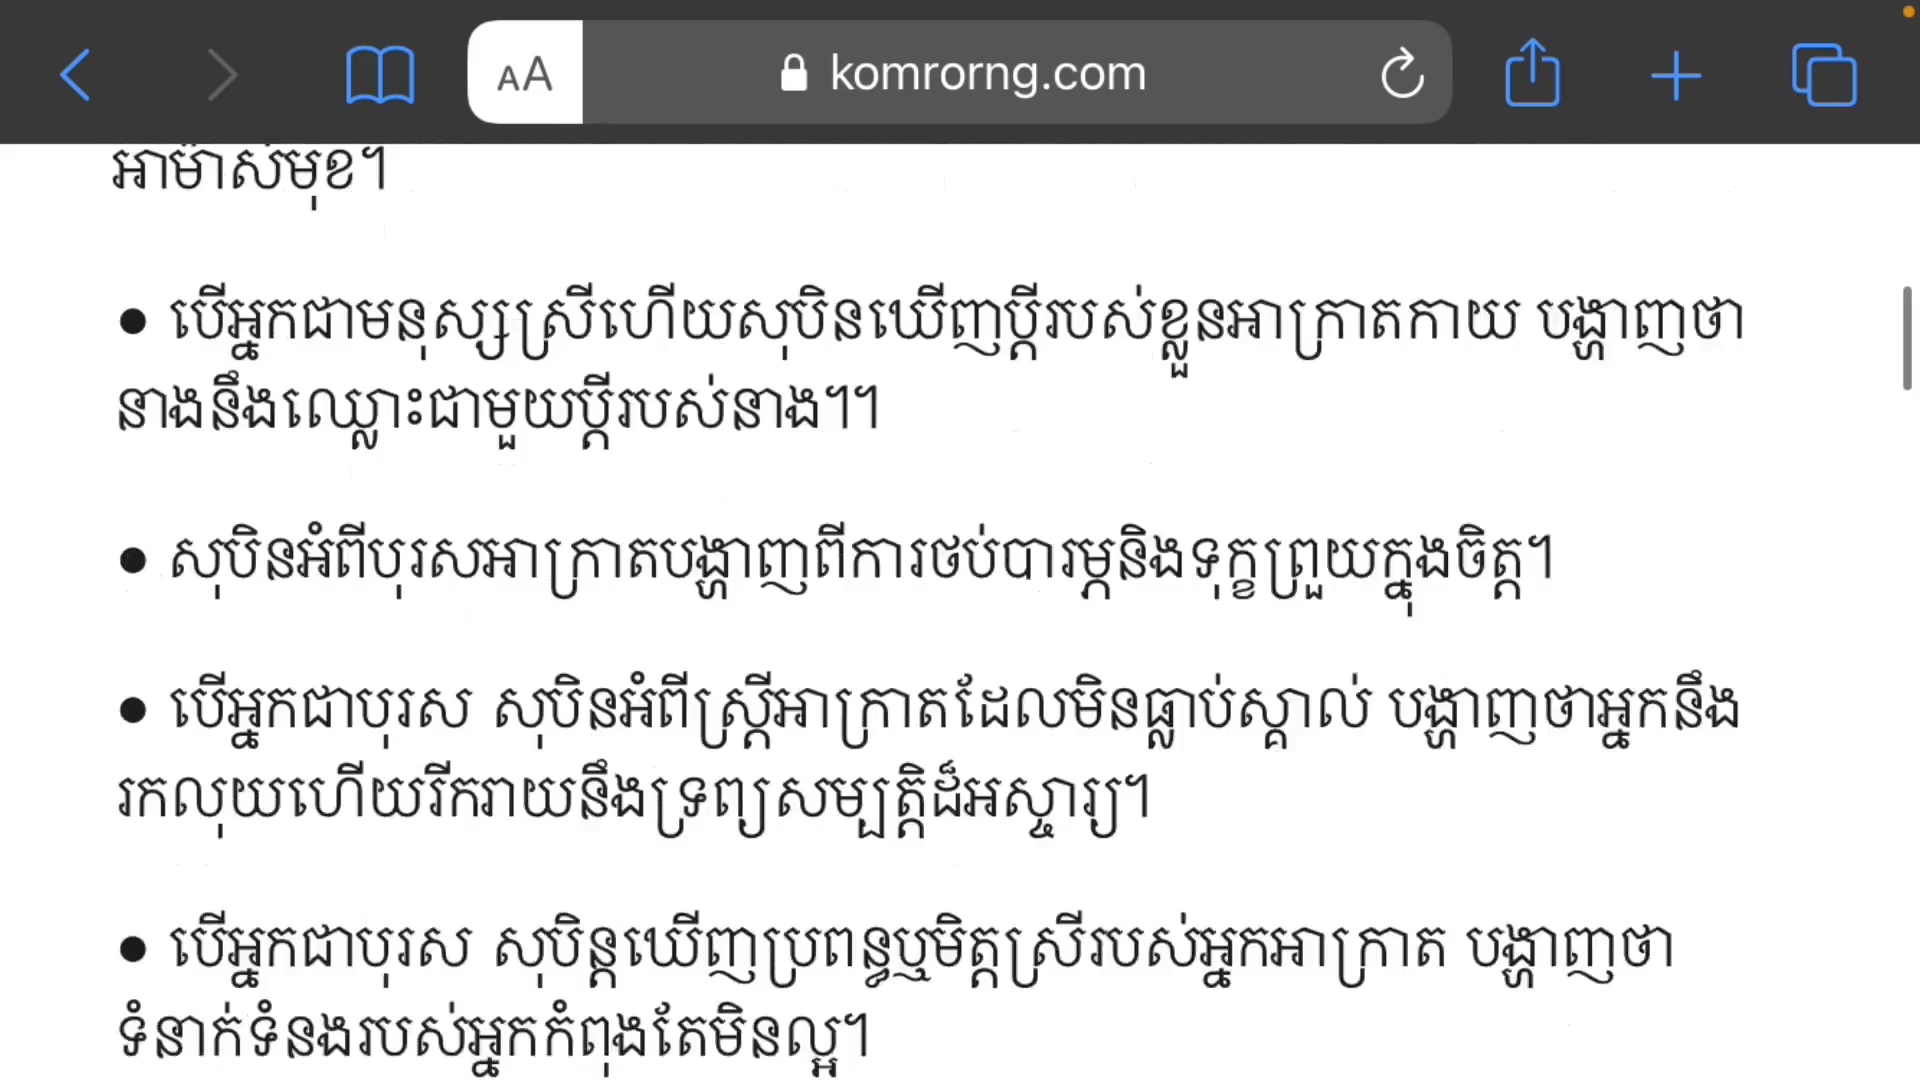 AA
komrorng.com
អាម៉ាស់មុខ។
● បើអ្នកជាមនុស្សស្រីហើយសុបិនឃើញប្តីរបស់ខ្លួនអាក្រាតកាយ បង្ហាញថា
នាងនឹងឈ្លោះជាមួយប្តីរបស់នាង។។
● សុបិនអំពីបុរសអាក្រាតបង្ហាញពីការថប់បារម្ភនិងទុក្ខព្រួយក្នុងចិត្ត។
● បើអ្នកជាបុរស សុបិនអំពីស្ត្រីអាក្រាតដែលមិនធ្លាប់ស្គាល់ បង្ហាញថាអ្នកនឹង
រកលុយហើយរីករាយនឹងទ្រព្យសម្បត្តិដ៏អស្ចារ្យ។
● បើអ្នកជាបុរស សុបិន្តឃើញប្រពន្ធឬមិត្តស្រីរបស់អ្នកអាក្រាត បង្ហាញថា
ទំនាក់ទំនងរបស់អ្នកកំពុងតែមិនល្អ។